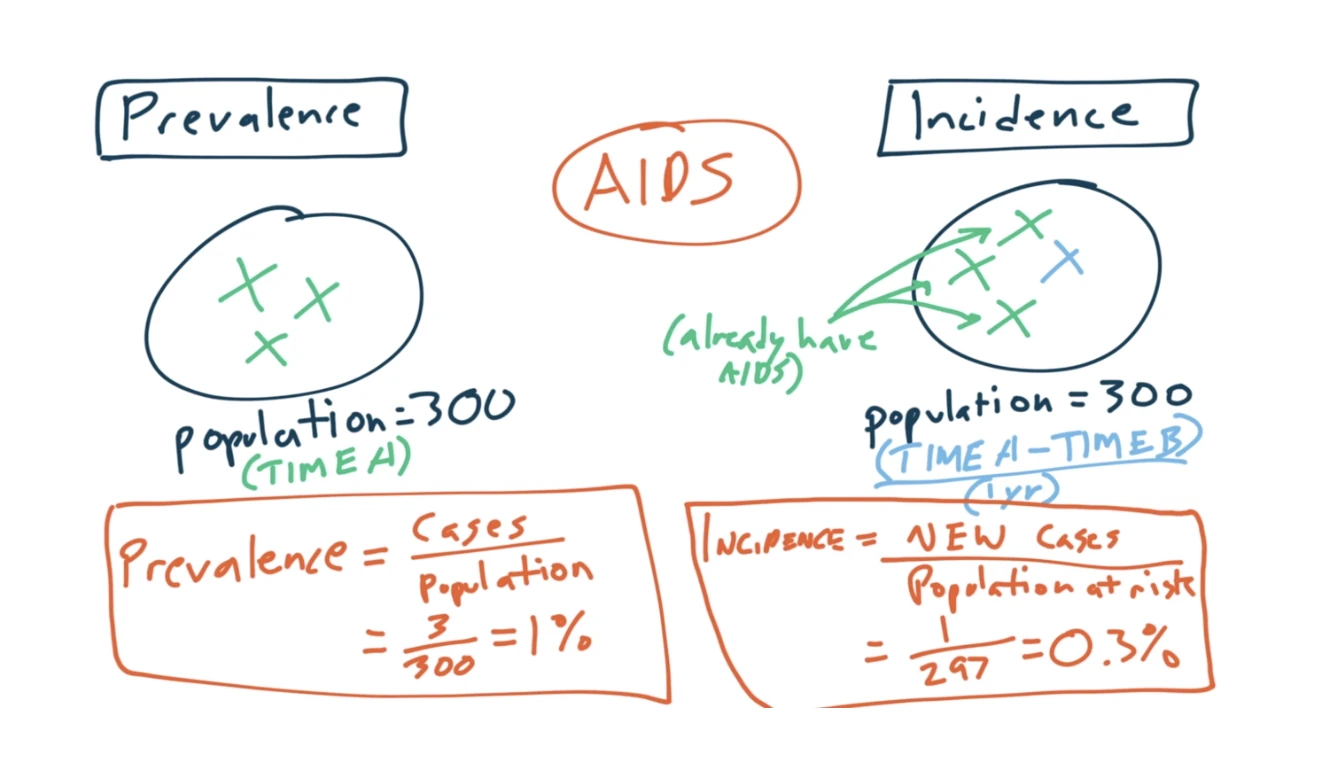 Prevalence
Incidence
AIDS
(already have
AIDS)
population=300
(TIME A)
population = 300
(TIME A-TIME B)
(1yr)
Prevalence = Cases
Population
= 3
300
=1%
INCIDENCE = NEW Cases
Population at risk
= 1
297
=0.3%